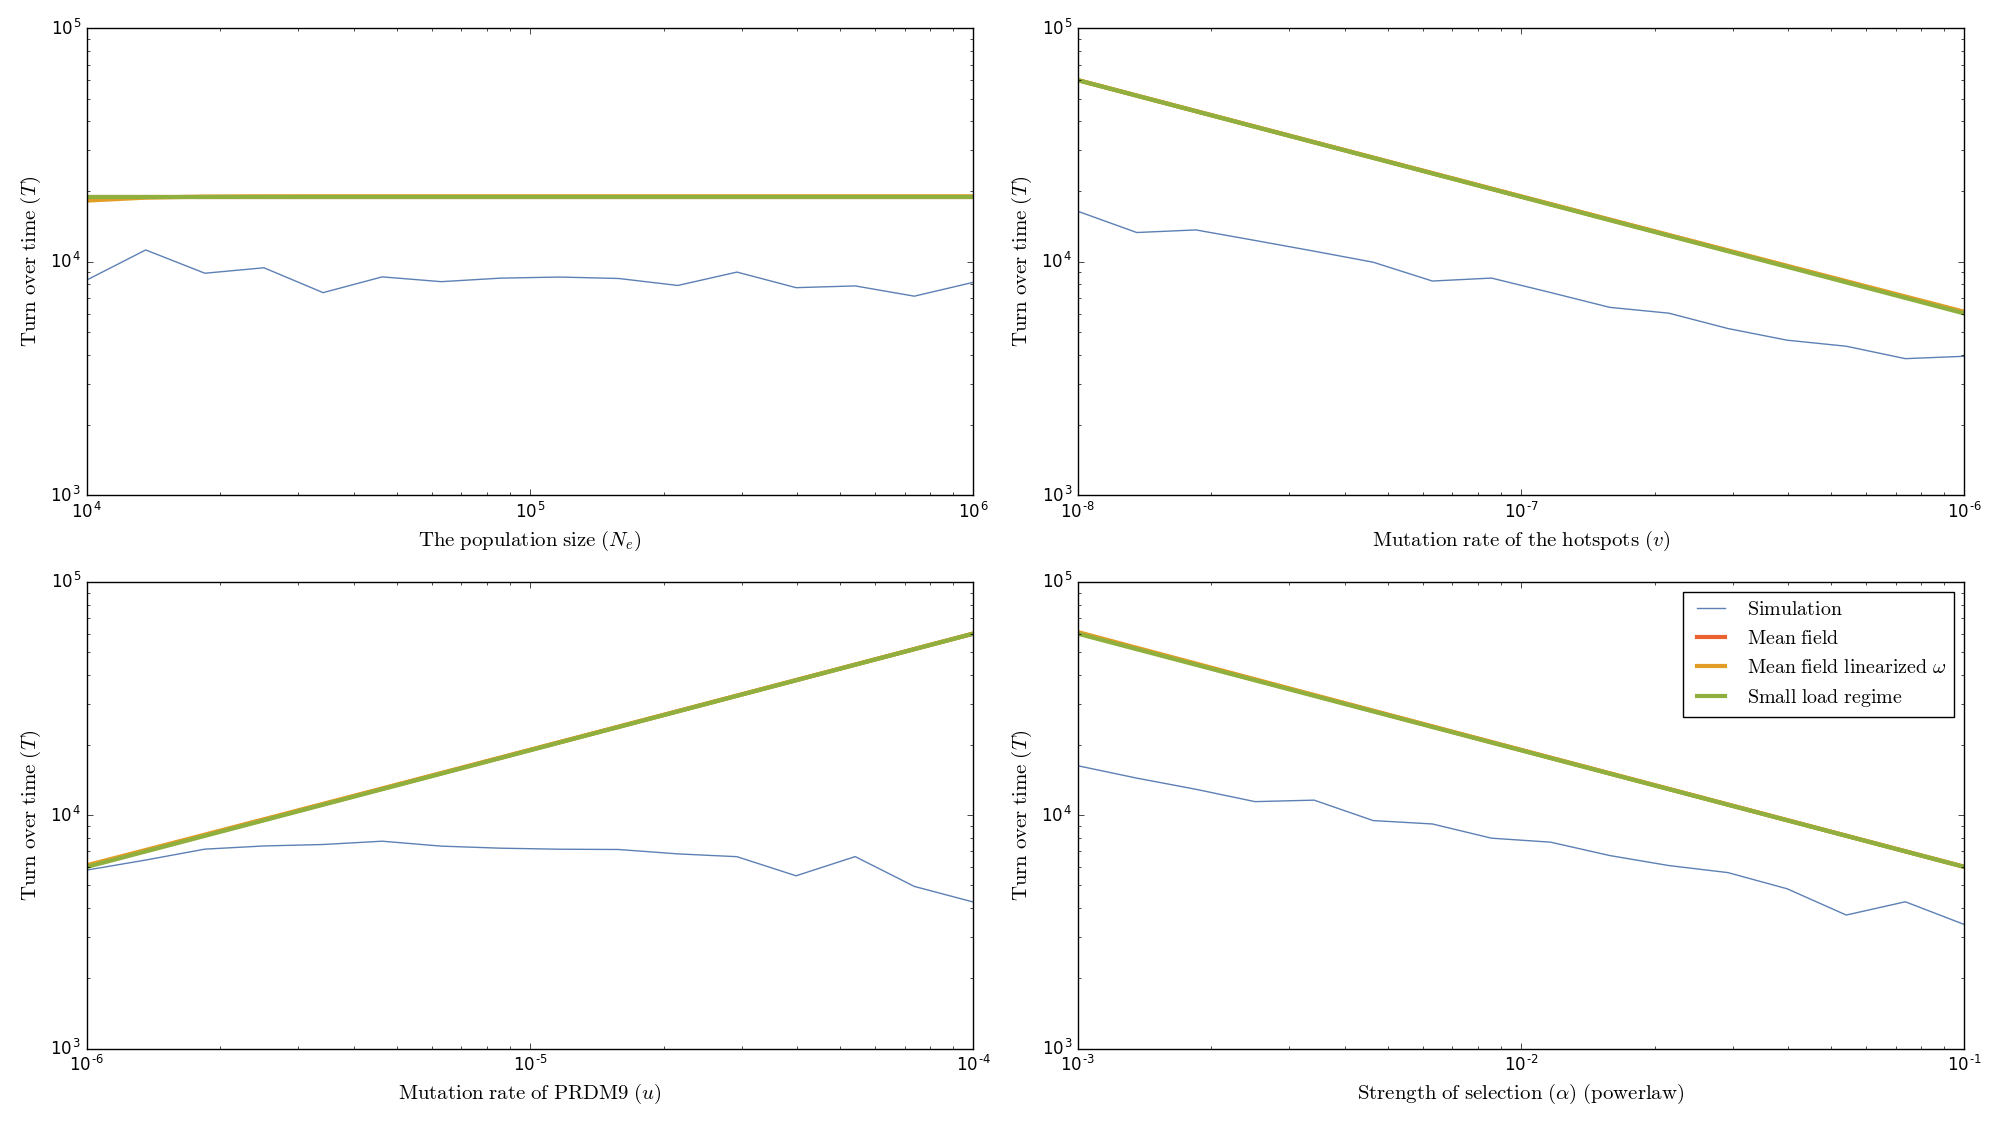 10^5
10^4
10^3
Turn over time (T)
10^4 10^5 10^6
The population size (N_e)
10^5
10^4
10^3
Turn over time (T)
10^-8 10^-7 10^-6
Mutation rate of the hotspots (v)
10^5
10^4
10^3
Turn over time (T)
10^-6 10^-5 10^-4
Mutation rate of PRDM9 (u)
10^5
10^4
10^3
Turn over time (T)
10^-3 10^-2 10^-1
Strength of selection (α) (powerlaw)
Simulation
Mean field
Mean field linearized ω
Small load regime